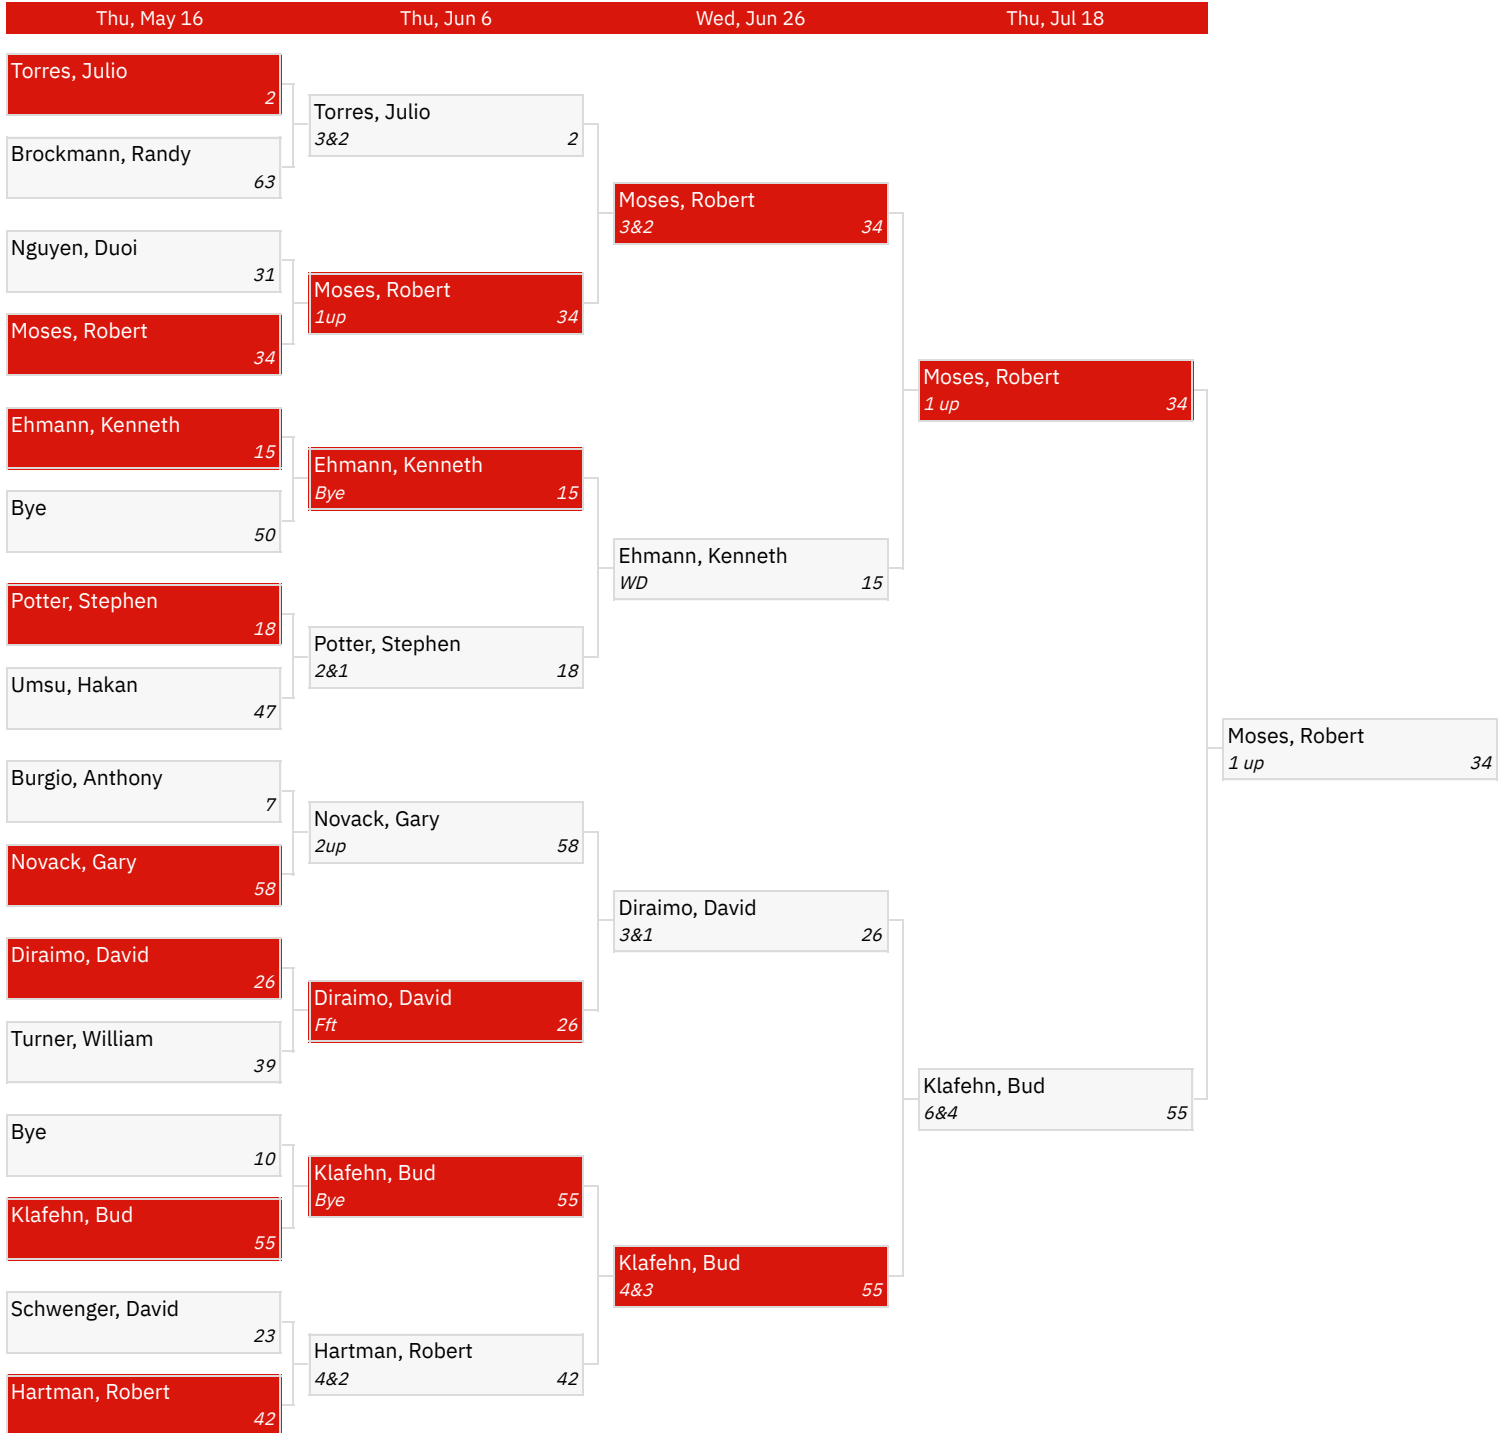 Thu, May 16
Thu, Jun 6
Wed, Jun 26
Thu, Jul 18
Torres, Julio
2
Brockmann, Randy
63
Nguyen, Duoi
31
Moses, Robert
34
Ehmann, Kenneth
15
Bye
50
Potter, Stephen
18
Umsu, Hakan
47
Burgio, Anthony
7
Novack, Gary
58
Diraimo, David
26
Turner, William
39
Bye
10
Klafehn, Bud
55
Schwenger, David
23
Hartman, Robert
42
Torres, Julio
3&2 2
Moses, Robert
1up 34
Ehmann, Kenneth
Bye 15
Potter, Stephen
2&1 18
Novack, Gary
2up 58
Diraimo, David
Fft 26
Klafehn, Bud
Bye 55
Hartman, Robert
4&2 42
Moses, Robert
3&2 34
Ehmann, Kenneth
WD 15
Diraimo, David
3&1 26
Klafehn, Bud
4&3 55
Moses, Robert
1 up 34
Klafehn, Bud
6&4 55
Moses, Robert
1 up 34